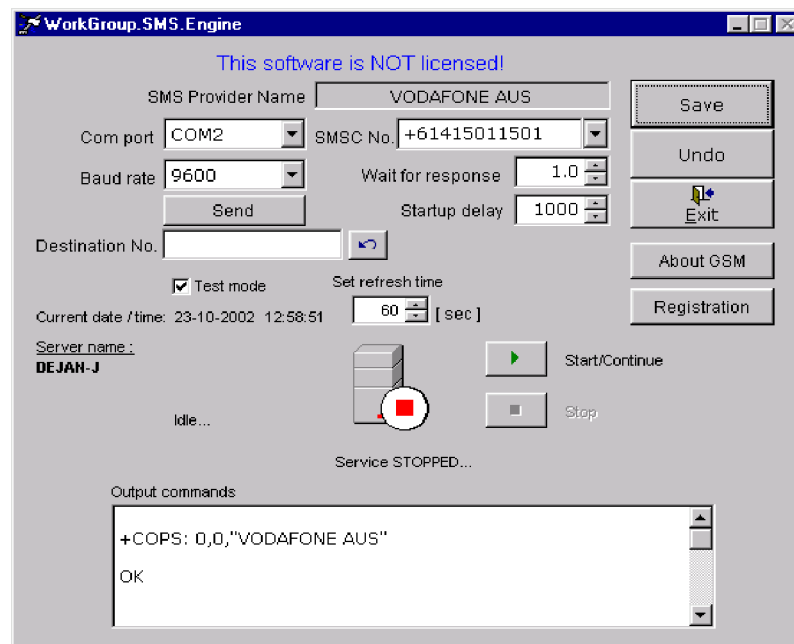 WorkGroup.SMS.Engine
This software is NOT licensed!
SMS Provider Name VODAFONE AUS
Save
Com port COM2 SMSC No. +61415011501
Undo
Baud rate 9600 Wait for response 1.0
Send Startup delay 1000
Exit
Destination No.
About GSM
Test mode Set refresh time
Registration
Current date / time: 23-10-2002 12:58:51 60 [ sec ]
Server name :
DEJAN-J
Start/Continue
Idle...
Stop
Service STOPPED...
Output commands
+COPS: 0,0,"VODAFONE AUS"
OK